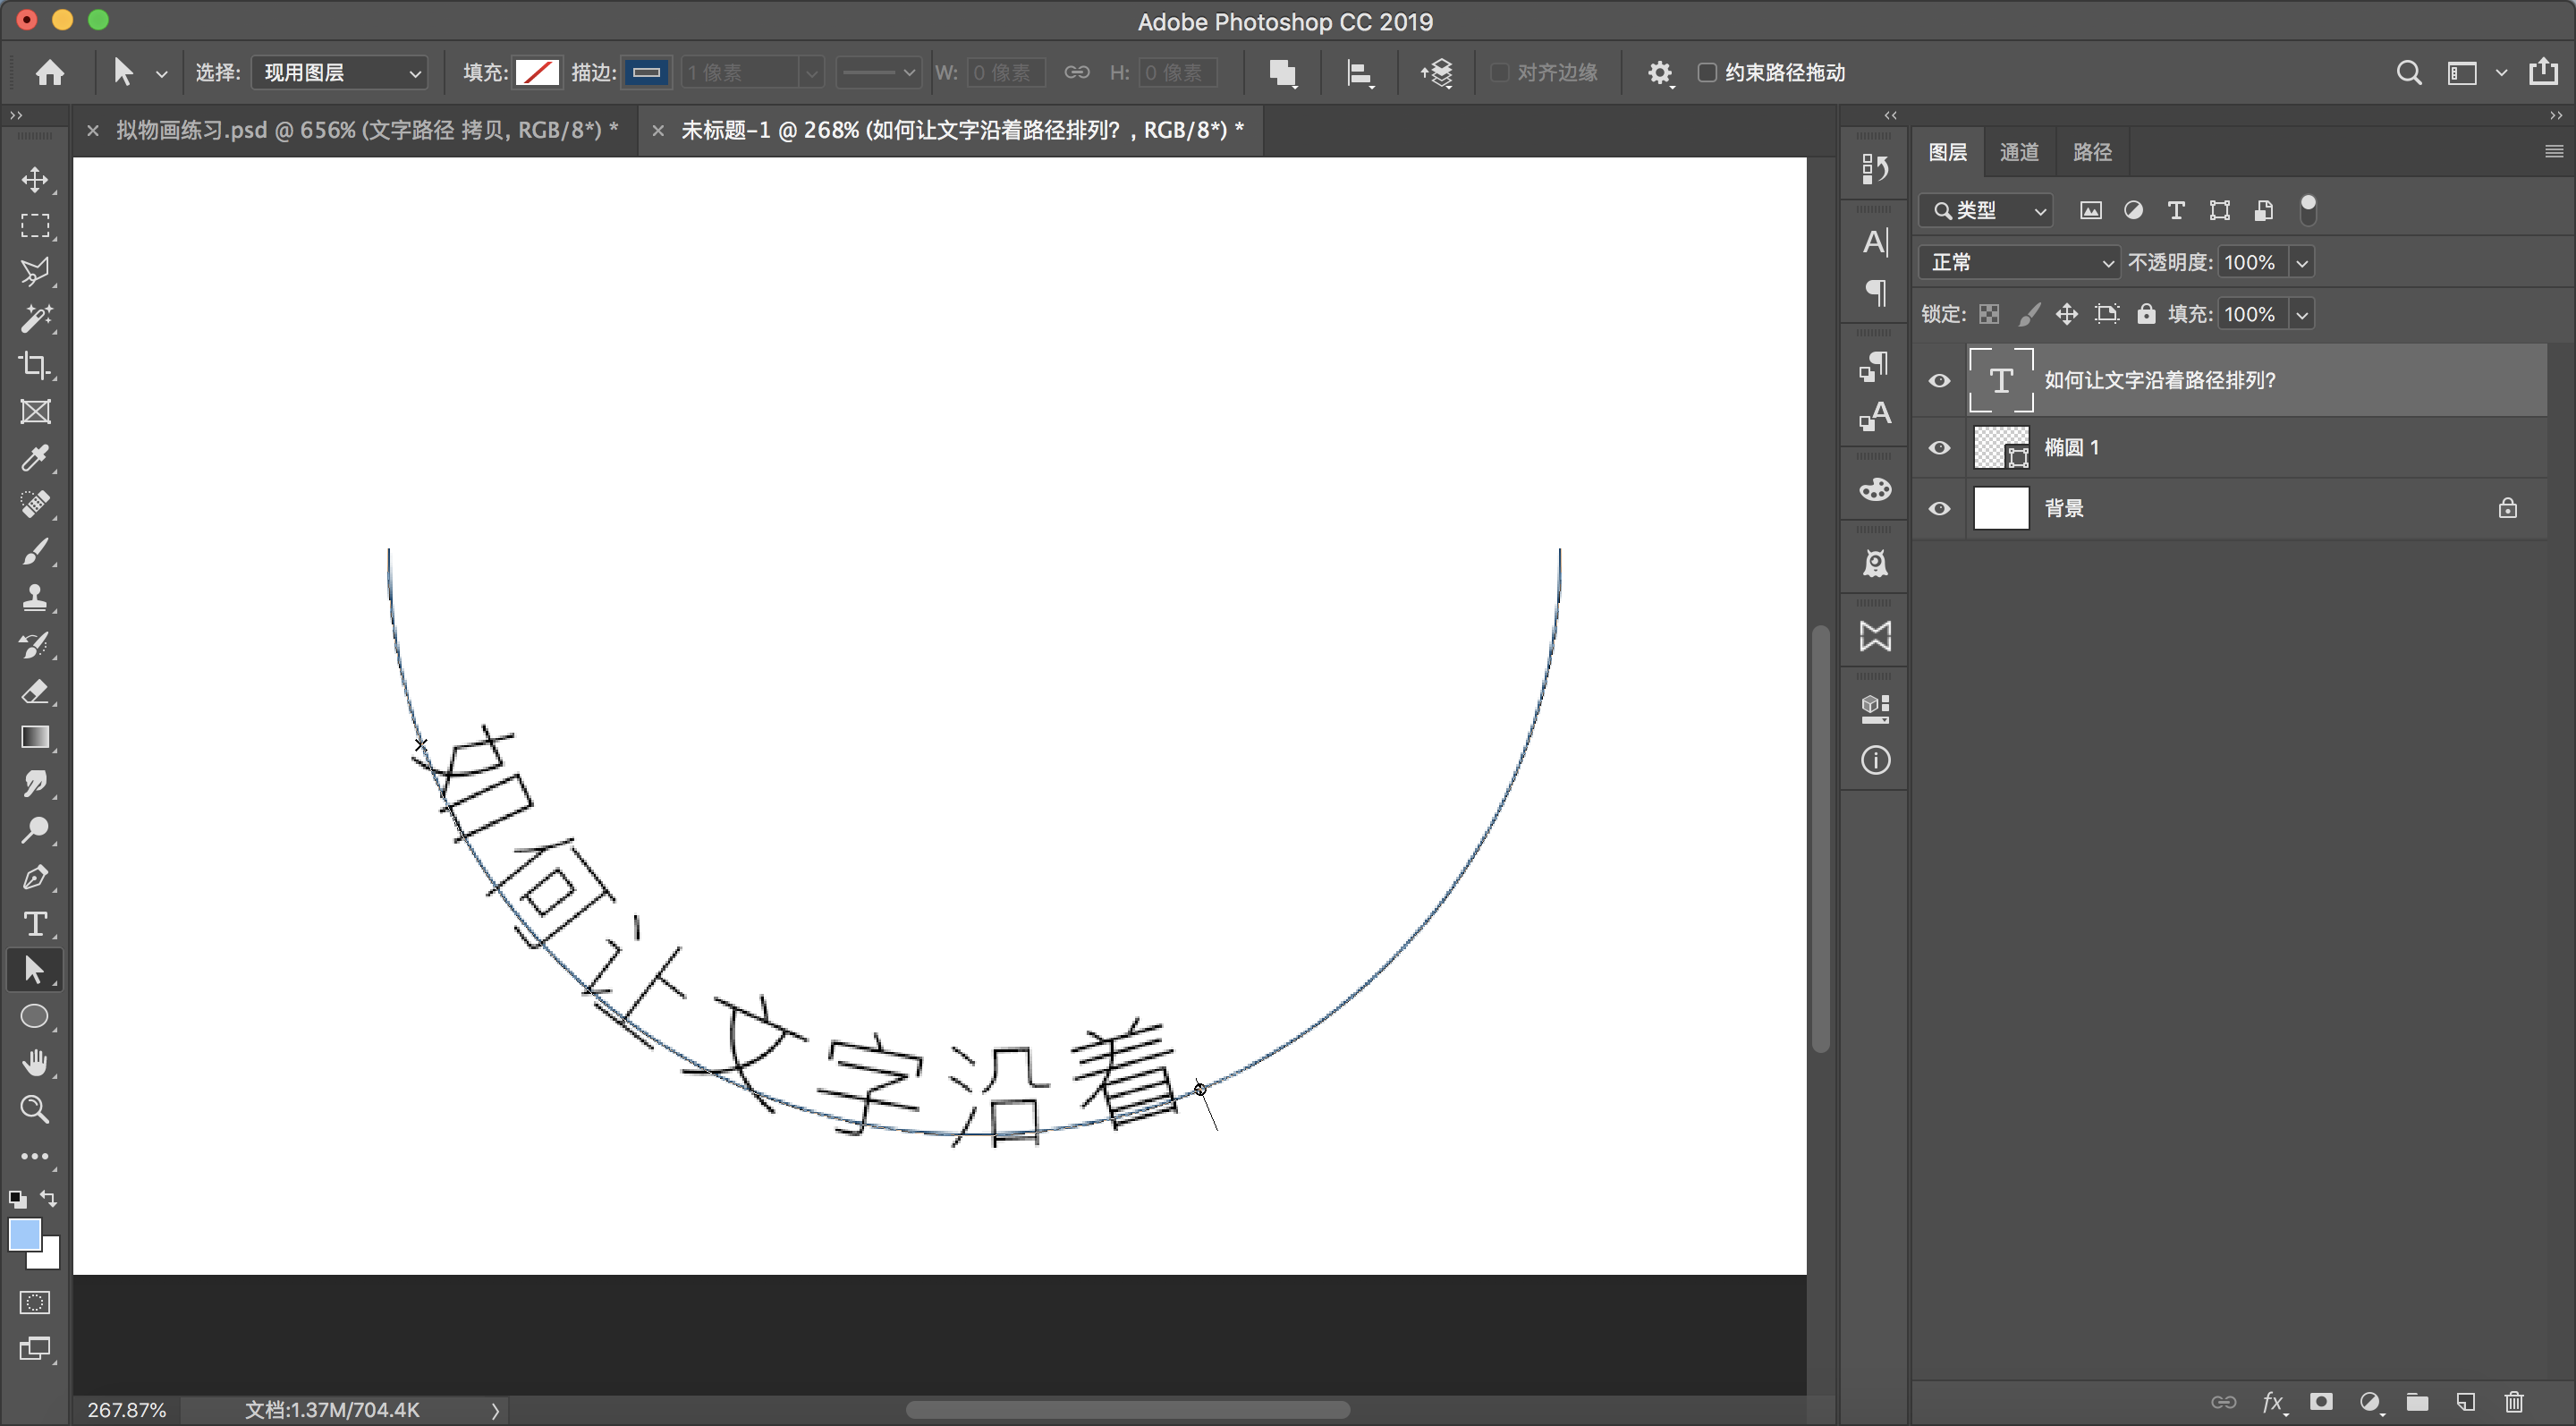 Adobe Photoshop CC 2019
选择: 现用图层 填充: 描边: 1 像素 W: 0 像素 H: 0 像素 对齐边缘 约束路径拖动
× 拟物画练习.psd @ 656% (文字路径 拷贝, RGB/8*) * × 未标题-1 @ 268% (如何让文字沿着路径排列? , RGB/8*) *
图层 通道 路径
类型
正常 不透明度: 100%
锁定: 填充: 100%
如何让文字沿着路径排列?
椭圆 1
背景
如何让文字沿着
267.87% 文档:1.37M/704.4K